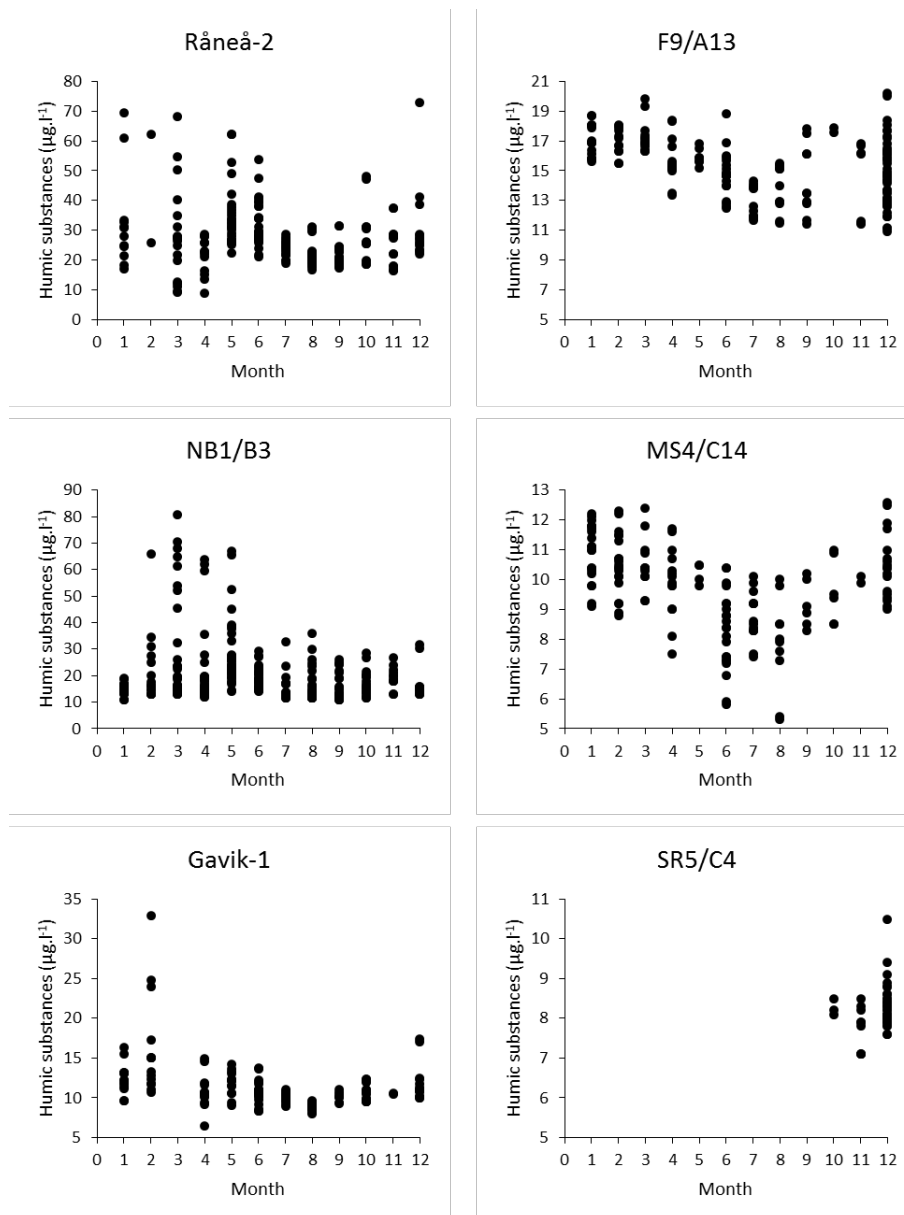 Råneå-2
Humic substances (µg.l⁻¹)
80
70
60
50
40
30
20
10
0
0 1 2 3 4 5 6 7 8 9 10 11 12
Month
F9/A13
Humic substances (µg.l⁻¹)
21
19
17
15
13
11
9
7
5
0 1 2 3 4 5 6 7 8 9 10 11 12
Month
NB1/B3
Humic substances (µg.l⁻¹)
90
80
70
60
50
40
30
20
10
0
0 1 2 3 4 5 6 7 8 9 10 11 12
Month
MS4/C14
Humic substances (µg.l⁻¹)
13
12
11
10
9
8
7
6
5
0 1 2 3 4 5 6 7 8 9 10 11 12
Month
Gavik-1
Humic substances (µg.l⁻¹)
35
30
25
20
15
10
5
0 1 2 3 4 5 6 7 8 9 10 11 12
Month
SR5/C4
Humic substances (µg.l⁻¹)
11
10
9
8
7
6
5
0 1 2 3 4 5 6 7 8 9 10 11 12
Month